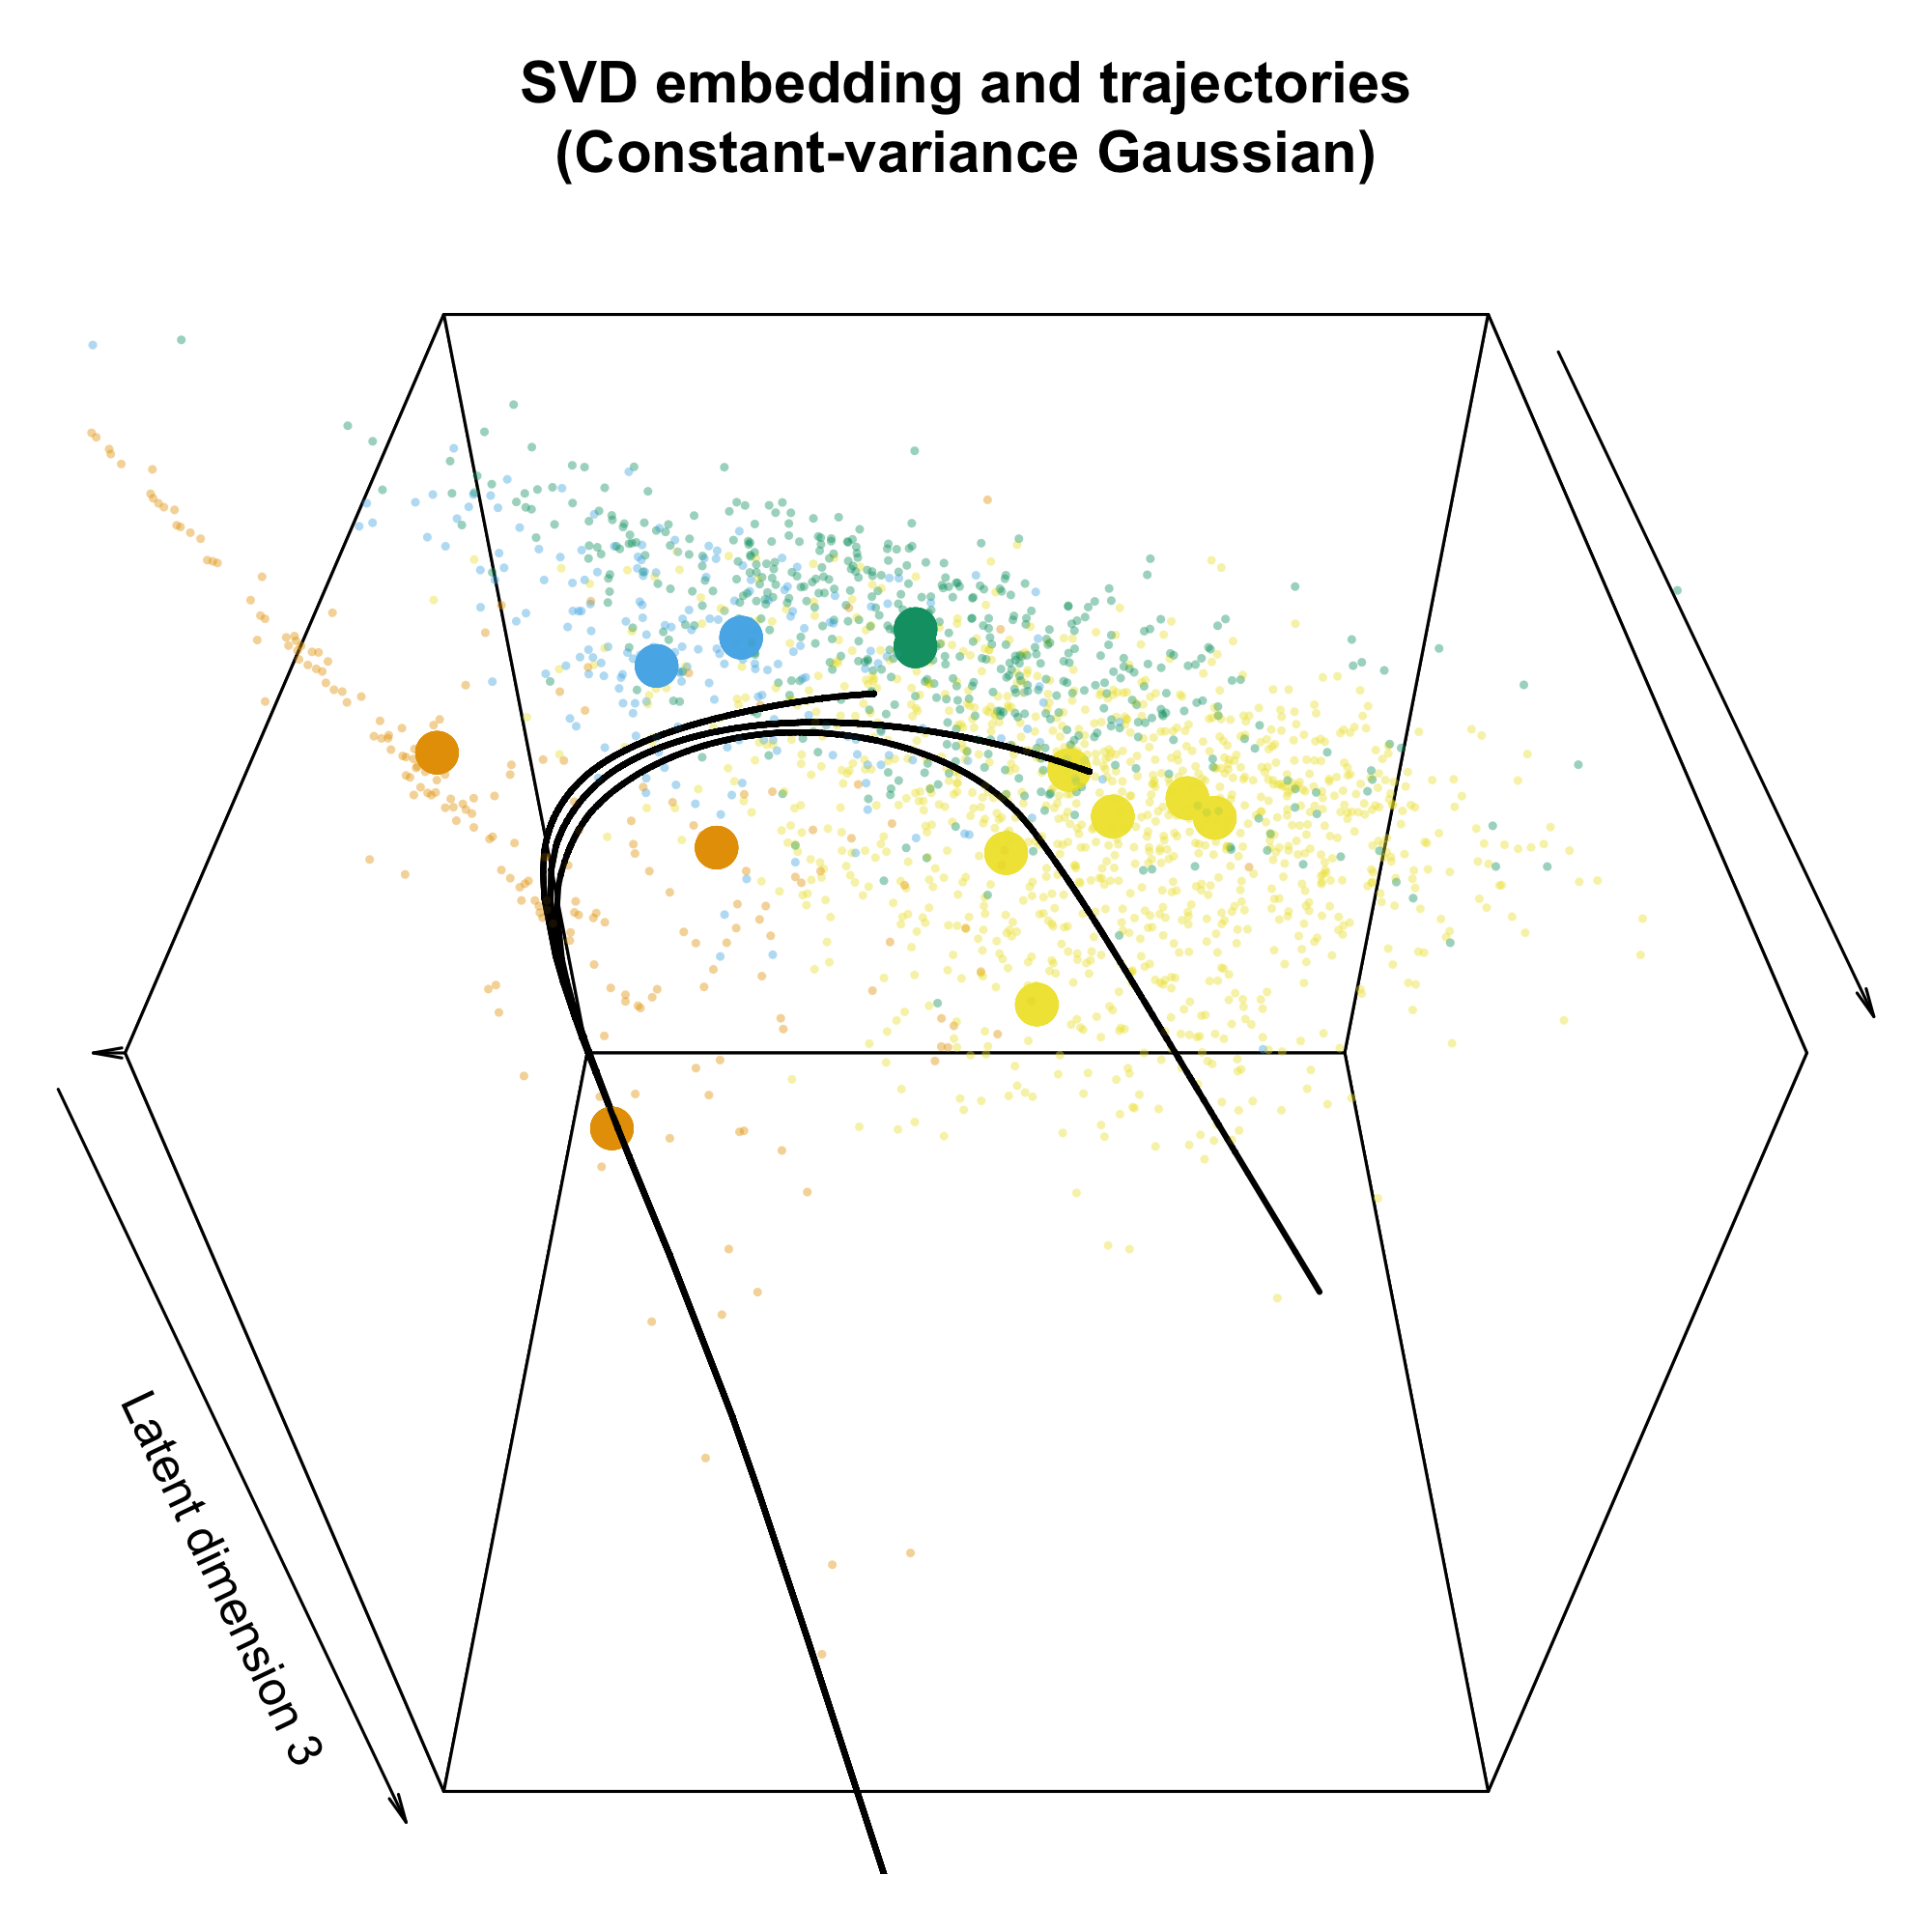 SVD embedding and trajectories
(Constant-variance Gaussian)
Latent dimension 3